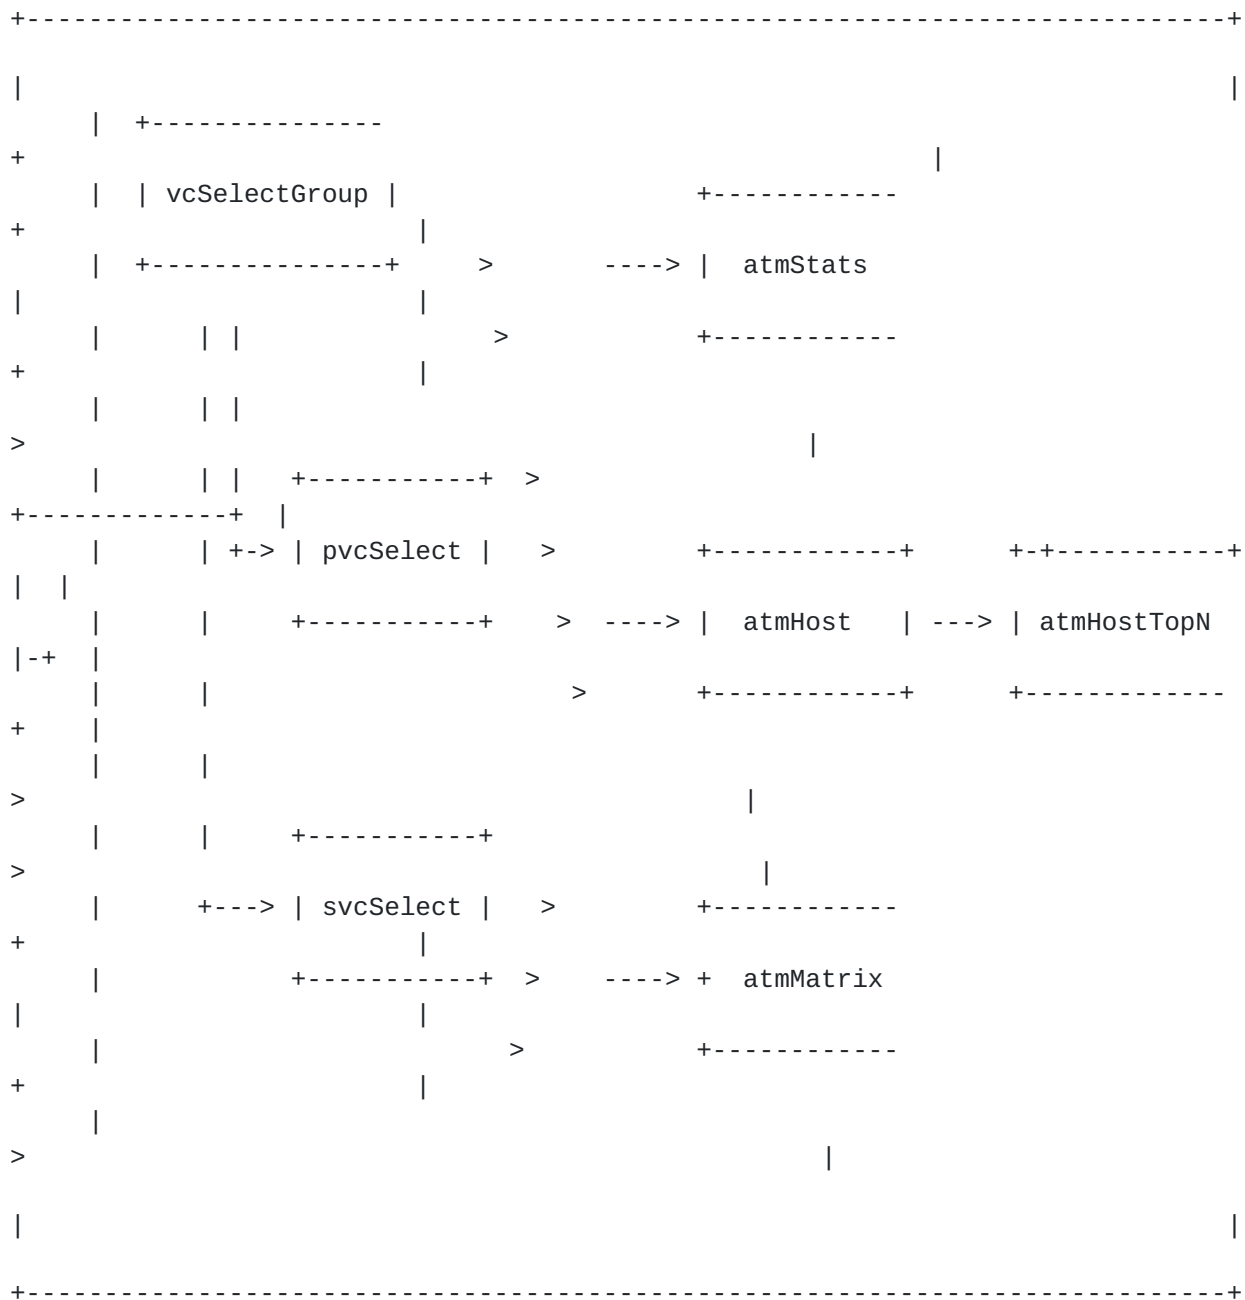 +-----------------------------------------------------------------------------+
|                                                                              |
     |  +---------------
+                                                          |
     |  | vcSelectGroup |                   +------------
+                         |
     |  +---------------+     >       ----> |  atmStats
|                         |
     |      | |                >            +------------
+                         |
     |      | |
>                                                  |
     |      | |   +-----------+  >
+-------------+  |
     |      | +-> | pvcSelect |   >         +------------+      +-+-----------+
|  |
     |      |     +-----------+    >  ----> |  atmHost   | ---> | atmHostTopN
|-+  |
     |      |                       >       +------------+      +-------------
+    |
     |      |
>                                              |
     |      |     +-----------+
>                                               |
     |      +---> | svcSelect |   >         +------------
+                         |
     |            +-----------+  >    ----> +  atmMatrix
|                         |
     |                          >           +------------
+                         |
     |
>                                                   |
|                                                                              |
+-----------------------------------------------------------------------------+